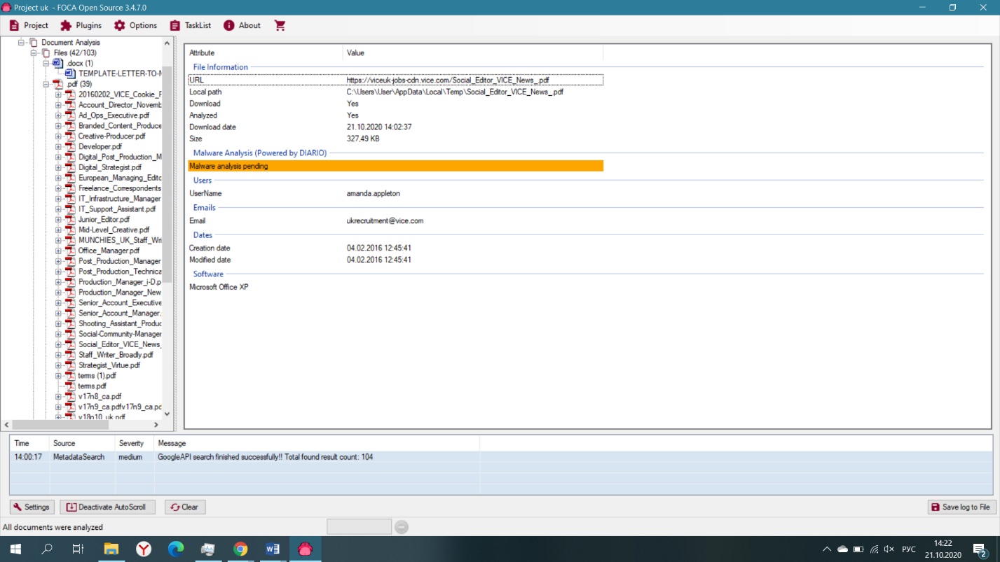 Project uk - FOCA Open Source 3.4.7.0
Project Plugins Options TaskList About
Document Analysis
Files (42/103)
.docx (1)
TEMPLATE-LETTER-TO-M
.pdf (39)
20160202_VICE_Cookie_P
Account_Director_Novemb
Ad_Ops_Executive.pdf
Branded_Content_Produce
Creative-Producer.pdf
Developer.pdf
Digital_Post_Production_M
Digital_Strategist.pdf
European_Managing_Edito
Freelance_Correspondents
IT_Infrastructure_Manager
IT_Support_Assistant.pdf
Junior_Editor.pdf
Mid-Level_Creative.pdf
MUNCHIES_UK_Staff_Wri
Office_Manager.pdf
Post_Production_Manager
Post_Production_Technica
Production_Manager_i-D.p
Production_Manager_New
Senior_Account_Executive
Senior_Account_Manager.
Shooting_Assistant_Produc
Social-Community-Manager
Social_Editor_VICE_News_
Staff_Writer_Broadly.pdf
Strategist_Virtue.pdf
terms (1).pdf
terms.pdf
v17n8_ca.pdf
v17n9_ca.pdfv17n9_ca.pd
v18n10_uk.pdf
Attribute Value
File Information
URL https://viceuk-jobs-cdn.vice.com/Social_Editor_VICE_News_.pdf
Local path C:\Users\User\AppData\Local\Temp\Social_Editor_VICE_News_.pdf
Download Yes
Analyzed Yes
Download date 21.10.2020 14:02:37
Size 327,49 KB
Malware Analysis (Powered by DIARIO)
Malware analysis pending
Users
UserName amanda.appleton
Emails
Email ukrecruitment@vice.com
Dates
Creation date 04.02.2016 12:45:41
Modified date 04.02.2016 12:45:41
Software
Microsoft Office XP
Time Source Severity Message
14:00:17 MetadataSearch medium GoogleAPI search finished successfully!! Total found result count: 104
Settings Deactivate AutoScroll Clear Save log to File
All documents were analyzed
РУС 14:22
21.10.2020
2